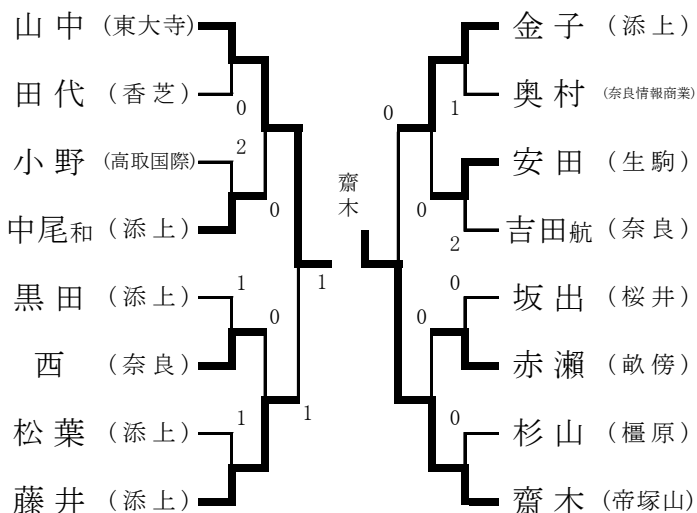 山中 (東大寺)
田代 (香芝)
0
小野 (高取国際)
2
中尾和 (添上)
0
黒田 (添上)
1
0
西 (奈良)
松葉 (添上)
1
1
藤井 (添上)
1
齋木
金子 (添上)
奥村 (奈良情報商業)
1
0
安田 (生駒)
0
吉田航 (奈良)
2
坂出 (桜井)
0
0
赤瀬 (畝傍)
杉山 (橿原)
0
齋木 (帝塚山)